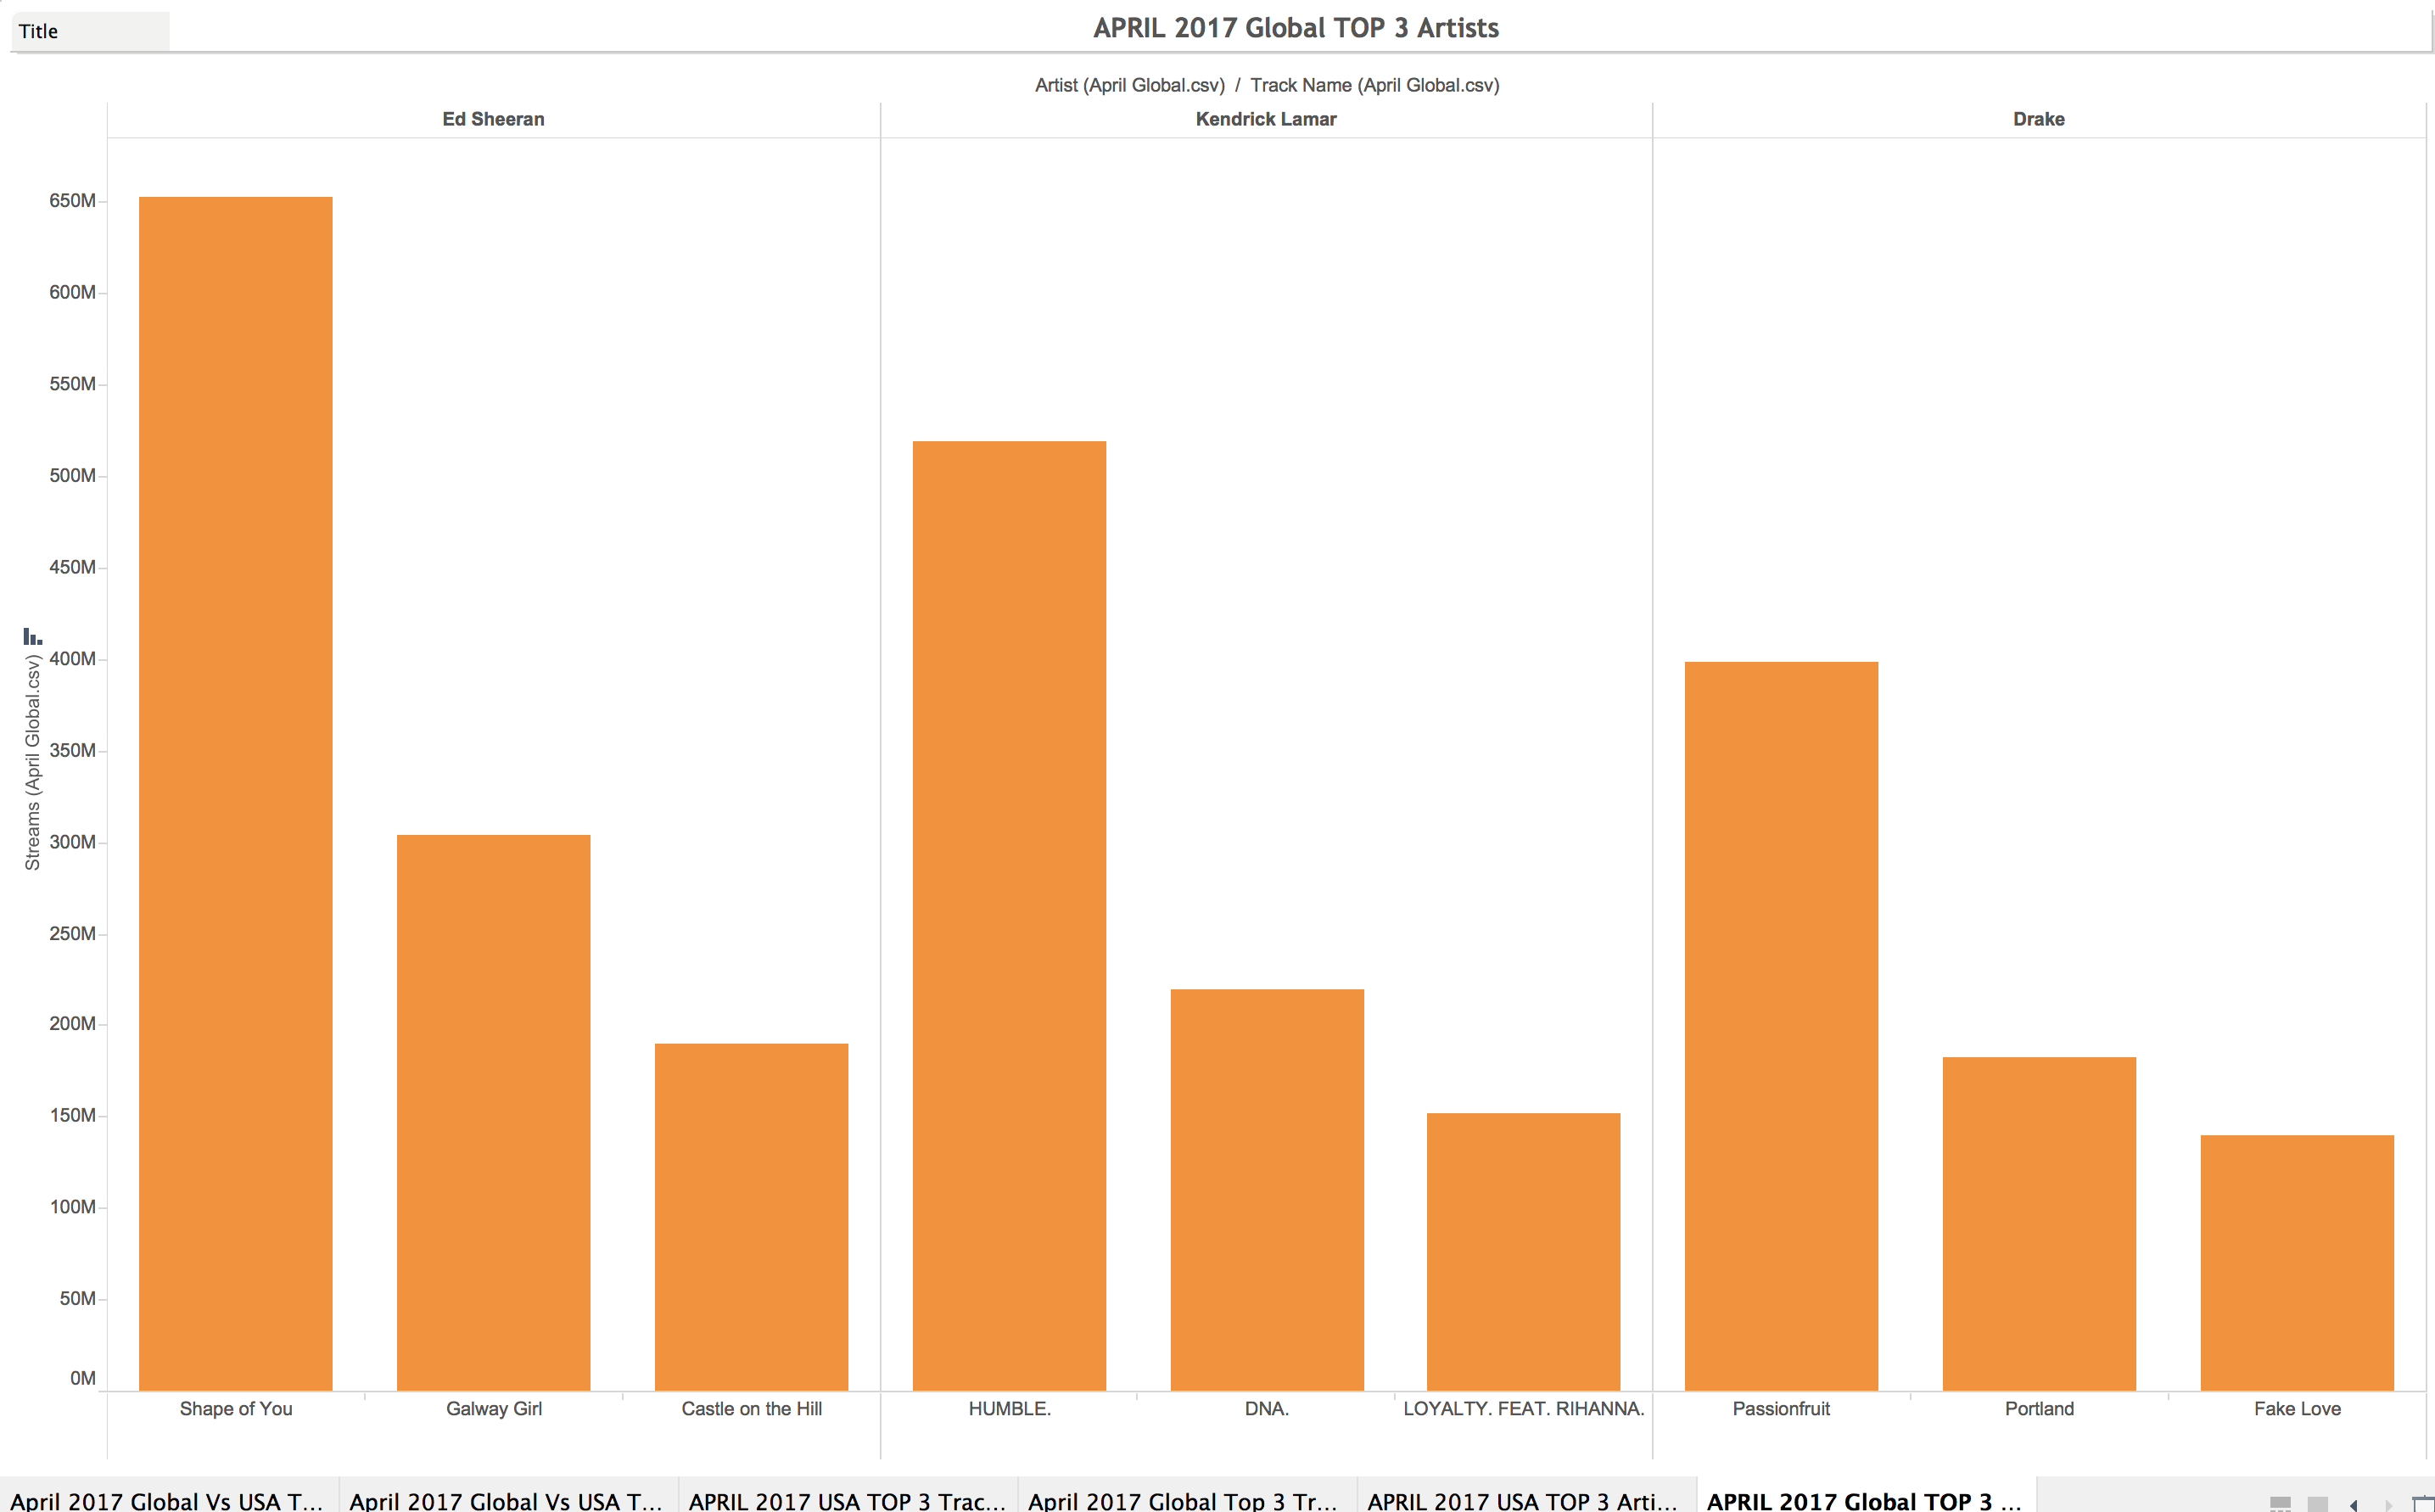 Title
APRIL 2017 Global TOP 3 Artists
Artist (April Global.csv) / Track Name (April Global.csv)
Ed Sheeran
Kendrick Lamar
Drake
Streams (April Global.csv)
650M
600M
550M
500M
450M
400M
350M
300M
250M
200M
150M
100M
50M
0M
Shape of You
Galway Girl
Castle on the Hill
HUMBLE.
DNA.
LOYALTY. FEAT. RIHANNA.
Passionfruit
Portland
Fake Love
April 2017 Global Vs USA T...
April 2017 Global Vs USA T...
APRIL 2017 USA TOP 3 Trac...
April 2017 Global Top 3 Tr...
APRIL 2017 USA TOP 3 Arti...
APRIL 2017 Global TOP 3 ...